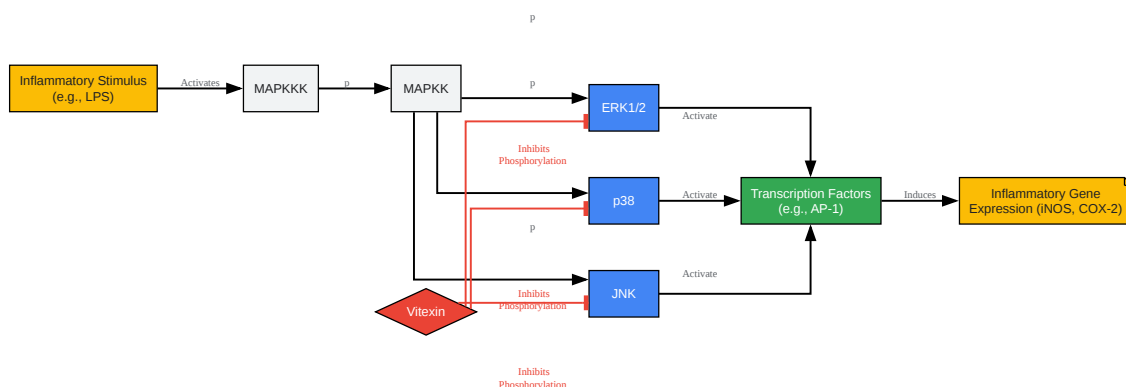 p
Inflammatory Stimulus
(e.g., LPS)
Activates
MAPKKK
p
MAPKK
p
ERK1/2
Activate
Inhibits
Phosphorylation
p38
Activate
Transcription Factors
(e.g., AP-1)
Induces
Inflammatory Gene
Expression (iNOS, COX-2)
p
Activate
JNK
Inhibits
Phosphorylation
Vitexin
Inhibits
Phosphorylation